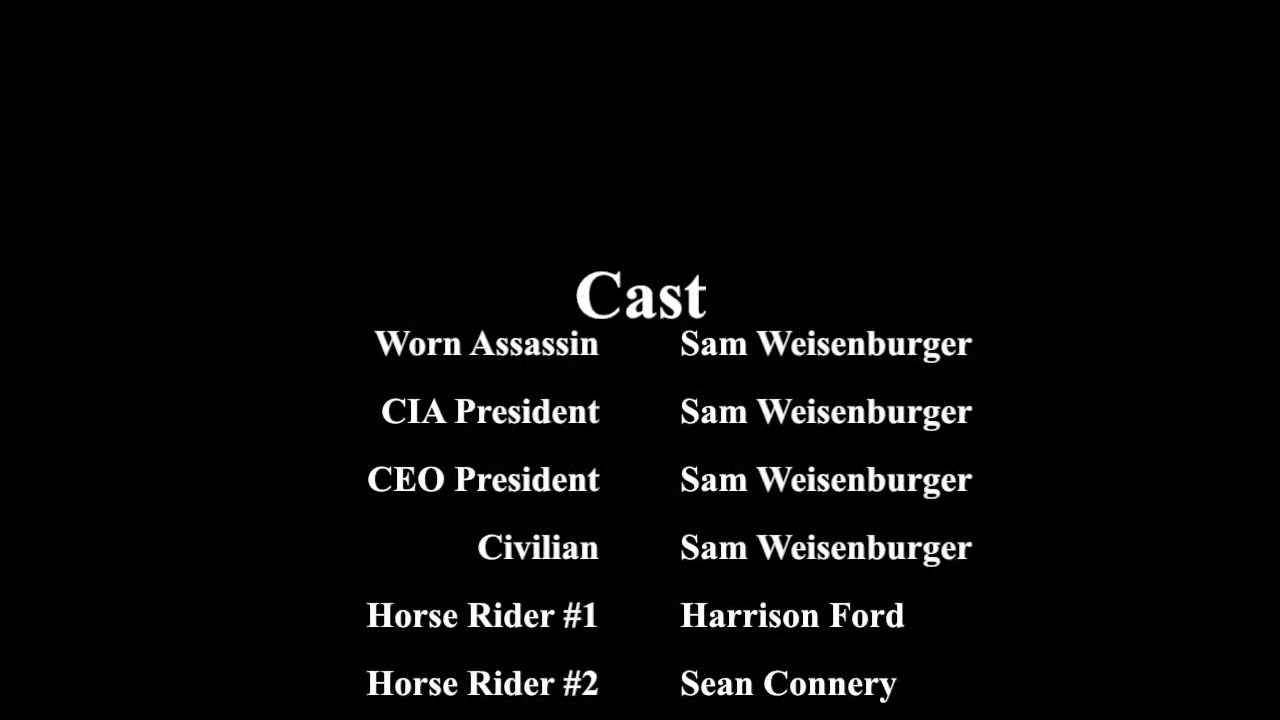 Cast
Worn Assassin Sam Weisenburger
CIA President Sam Weisenburger
CEO President Sam Weisenburger
Civilian Sam Weisenburger
Horse Rider #1 Harrison Ford
Horse Rider #2 Sean Connery